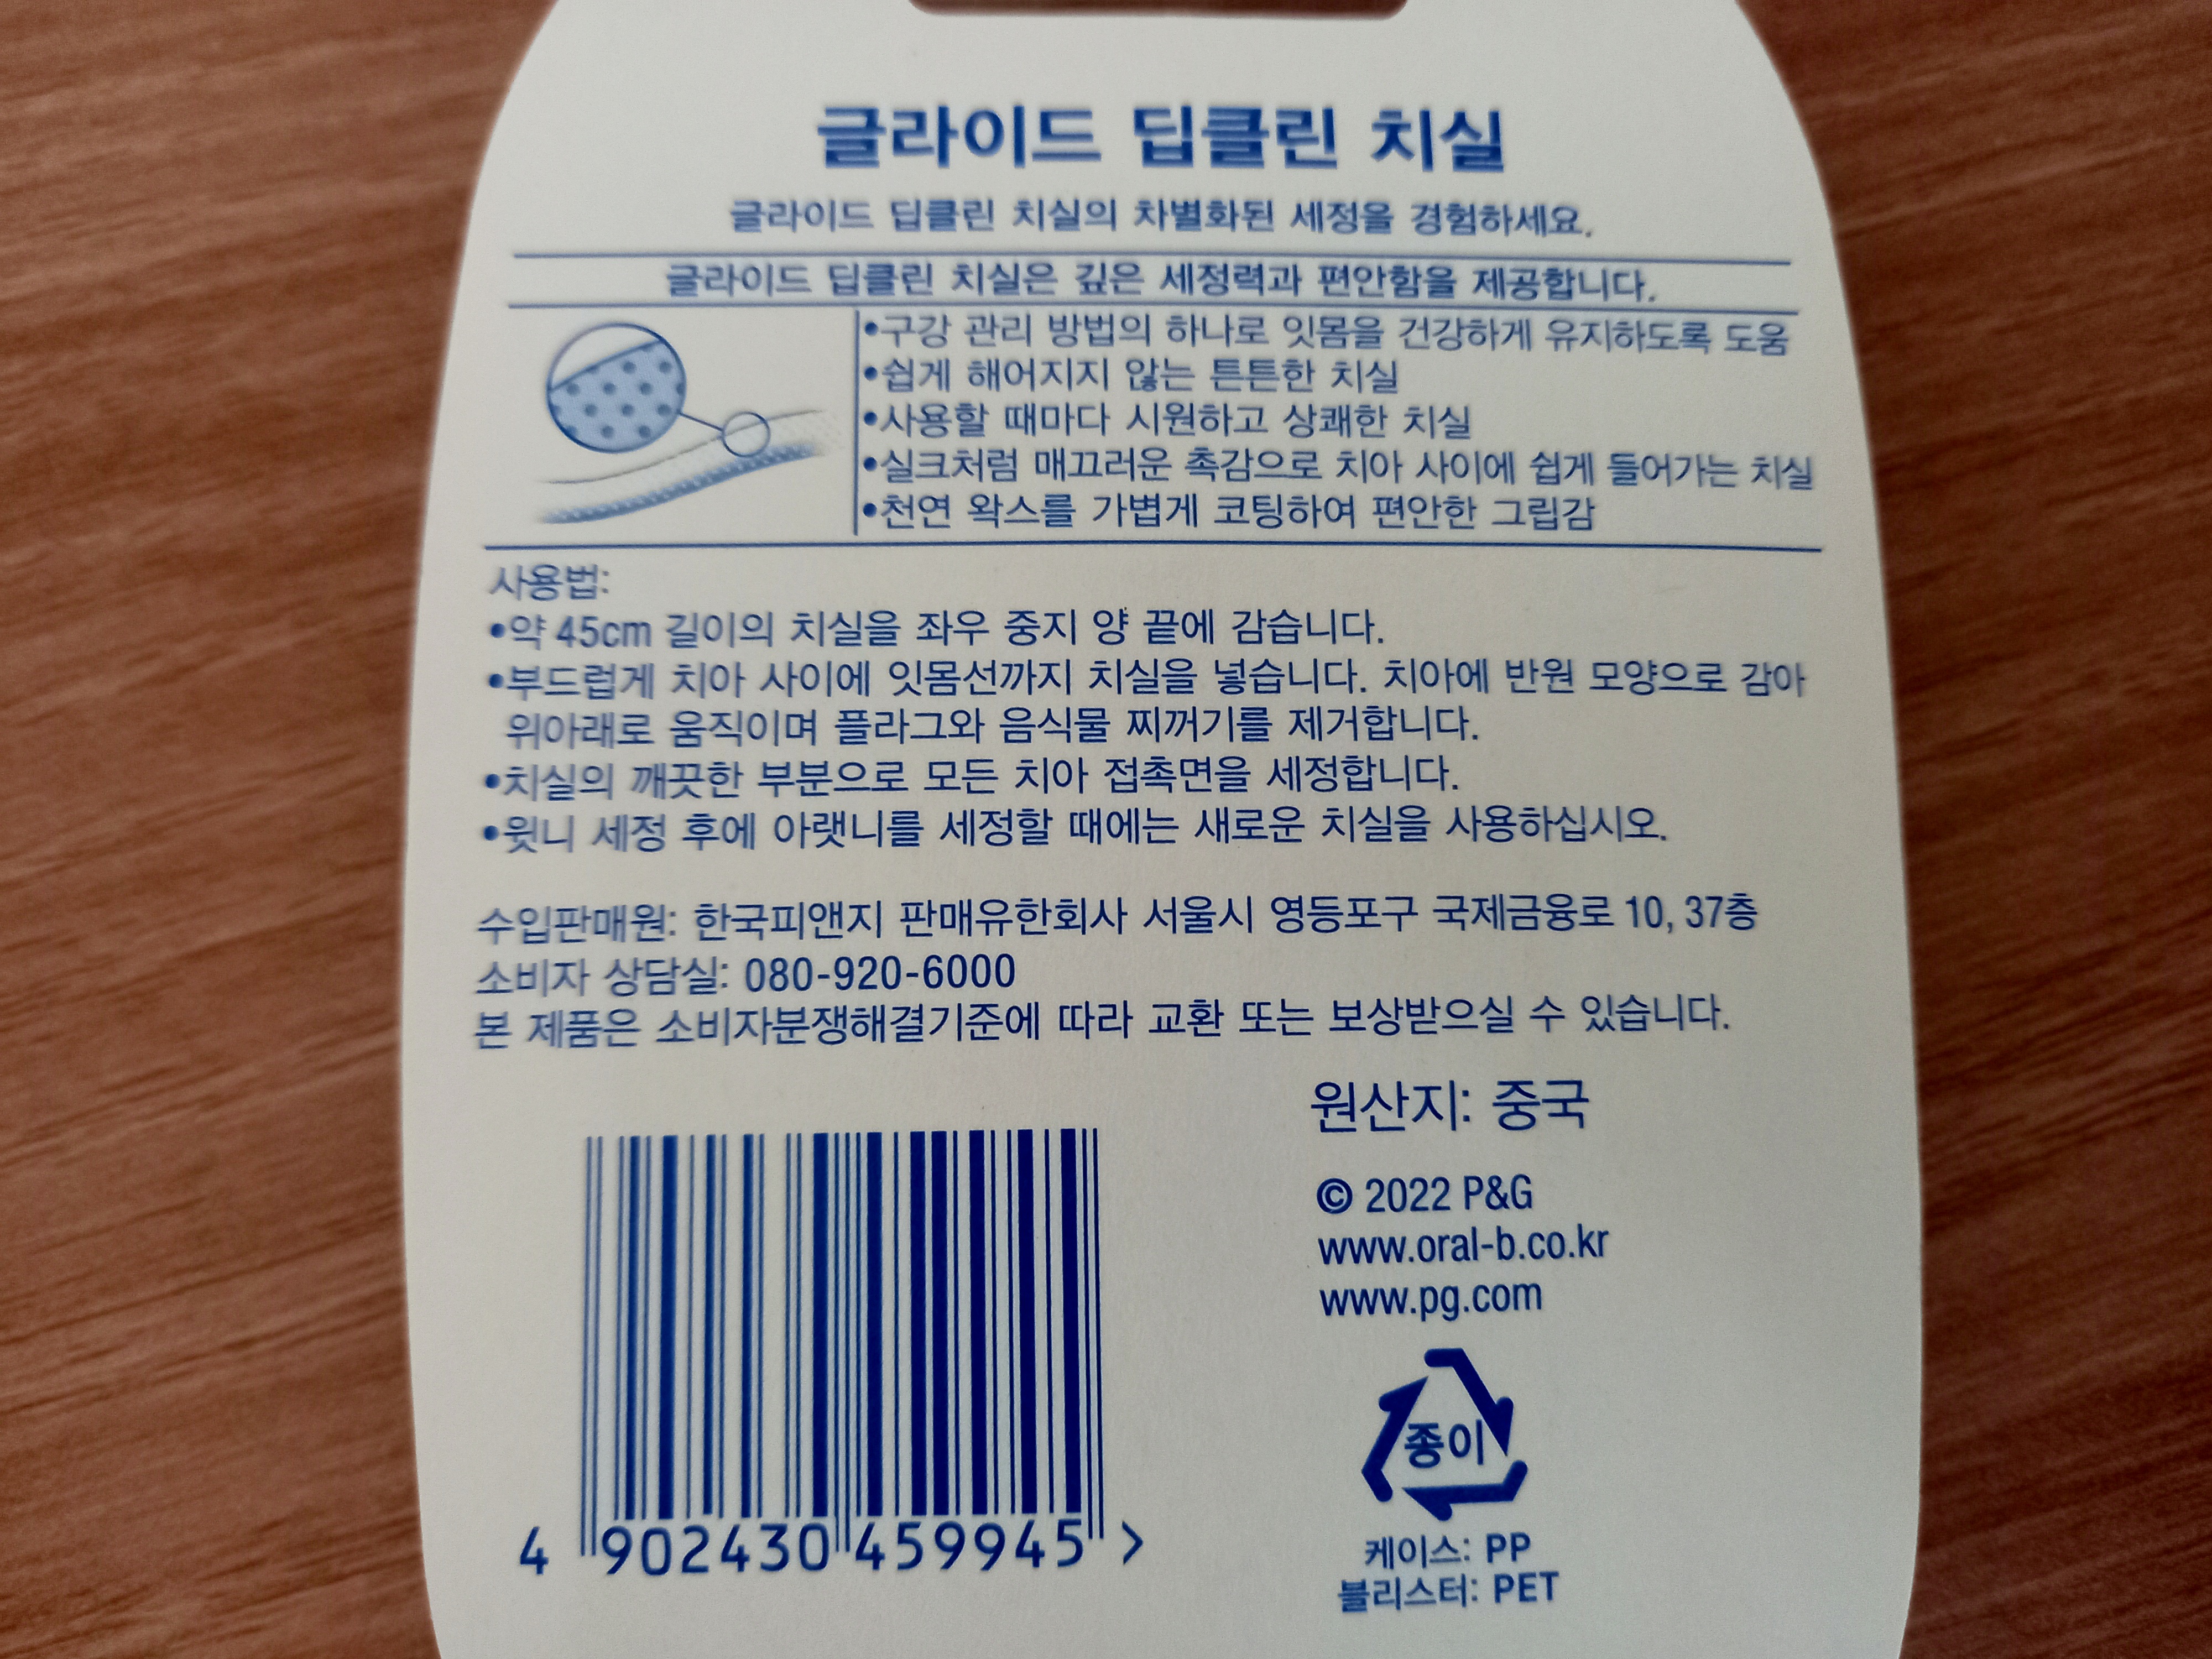 글라이드 딥클린 치실
글라이드 딥클린 치실의 차별화된 세정을 경험하세요.
글라이드 딥클린 치실은 깊은 세정력과 편안함을 제공합니다.
•구강 관리 방법의 하나로 잇몸을 건강하게 유지하도록 도움
•쉽게 해어지지 않는 튼튼한 치실
•사용할 때마다 시원하고 상쾌한 치실
•실크처럼 매끄러운 촉감으로 치아 사이에 쉽게 들어가는 치실
•천연 왁스를 가볍게 코팅하여 편안한 그립감
사용법:
•약 45cm 길이의 치실을 좌우 중지 양 끝에 감습니다.
•부드럽게 치아 사이에 잇몸선까지 치실을 넣습니다. 치아에 반원 모양으로 감아
위아래로 움직이며 플라그와 음식물 찌꺼기를 제거합니다.
•치실의 깨끗한 부분으로 모든 치아 접촉면을 세정합니다.
•윗니 세정 후에 아랫니를 세정할 때에는 새로운 치실을 사용하십시오.
수입판매원: 한국피앤지 판매유한회사 서울시 영등포구 국제금융로 10, 37층
소비자 상담실: 080-920-6000
본 제품은 소비자분쟁해결기준에 따라 교환 또는 보상받으실 수 있습니다.
원산지: 중국
© 2022 P&G
www.oral-b.co.kr
www.pg.com
종이
케이스: PP
블리스터: PET
4 902430 459945 >